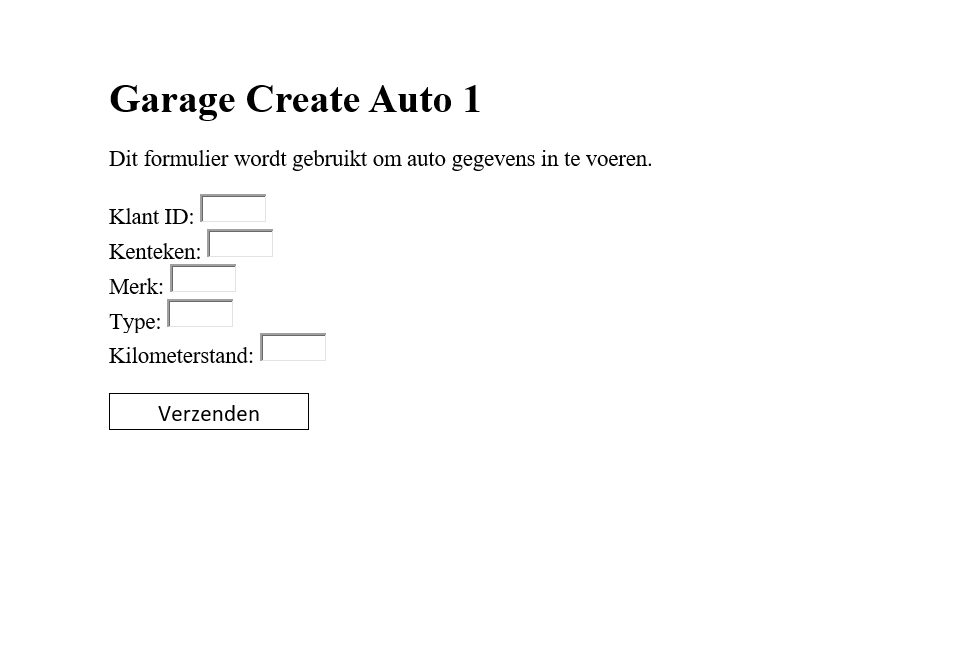 Garage Create Auto 1
Dit formulier wordt gebruikt om auto gegevens in te voeren.
Klant ID:
Kenteken:
Merk:
Type:
Kilometerstand:
Verzenden